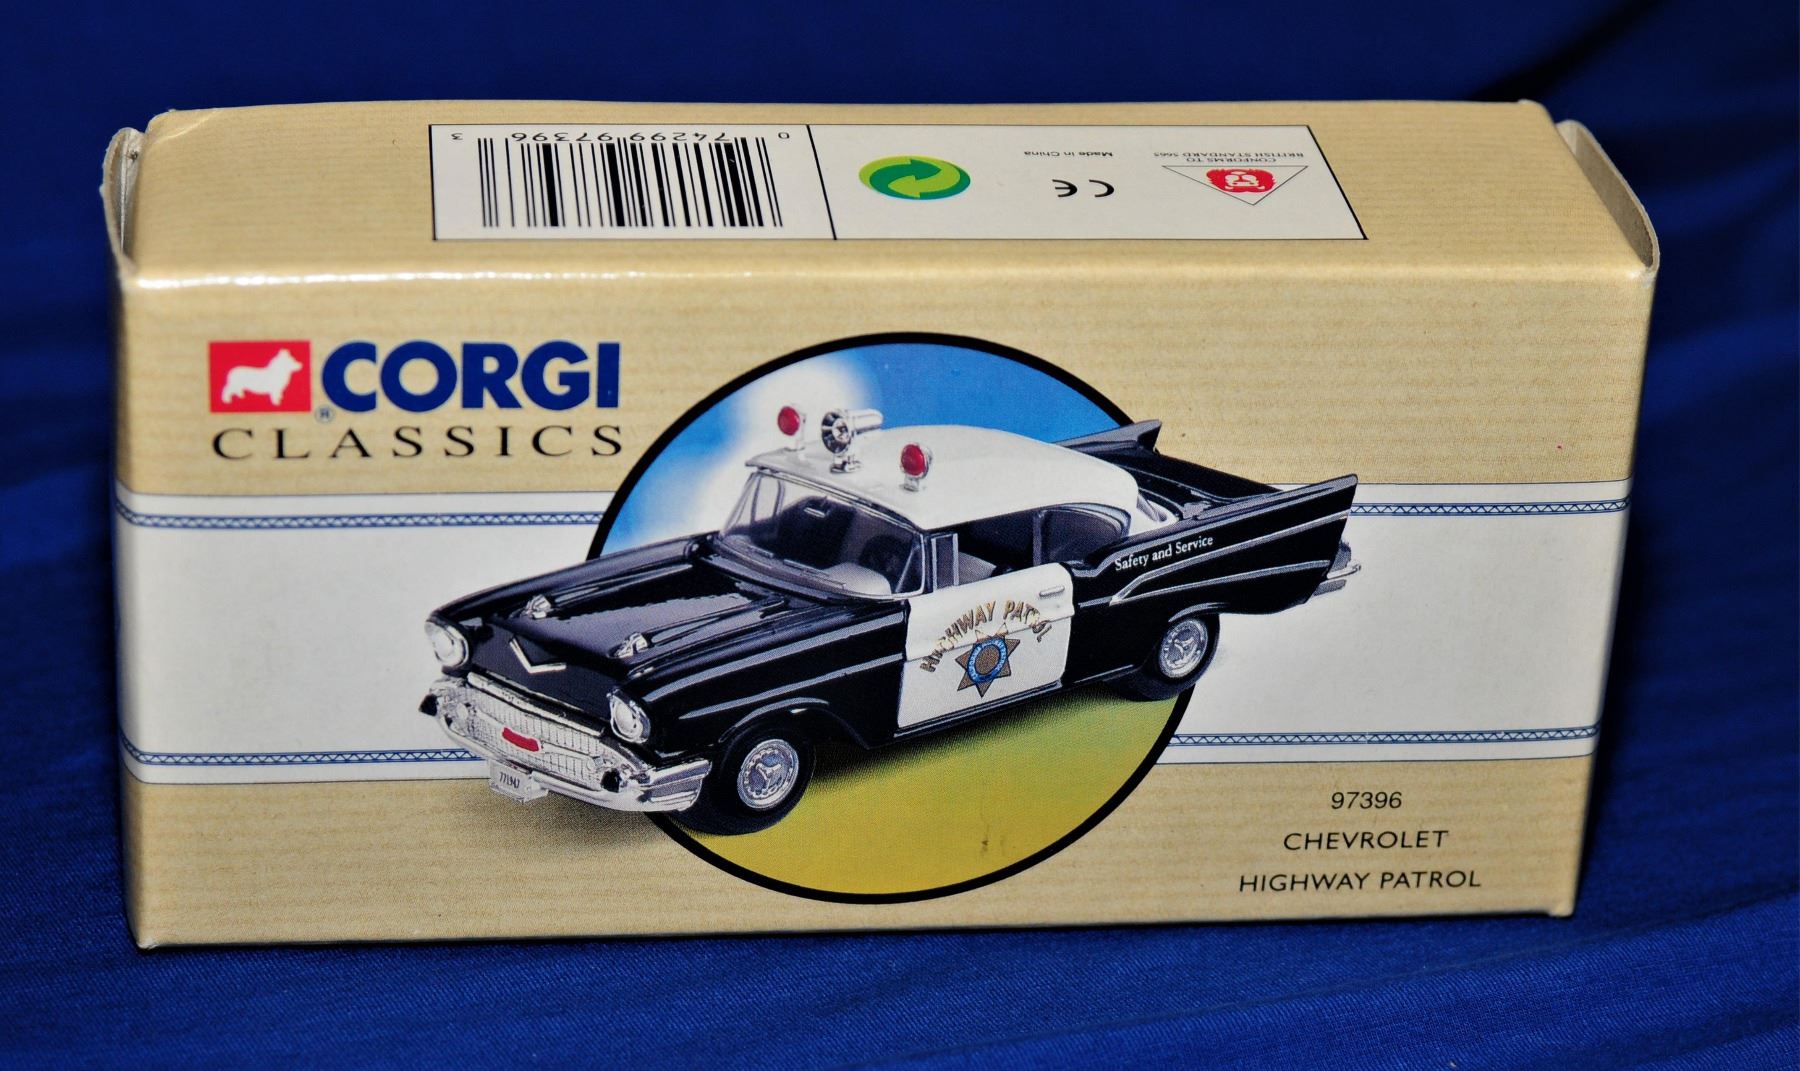 0 74299 97396 3
Made in China
CE
CONFORMS TO
BRITISH STANDARD 5665
CORGI
®
CLASSICS
Safety and Service
HIGHWAY PATROL
771947
97396
CHEVROLET
HIGHWAY PATROL